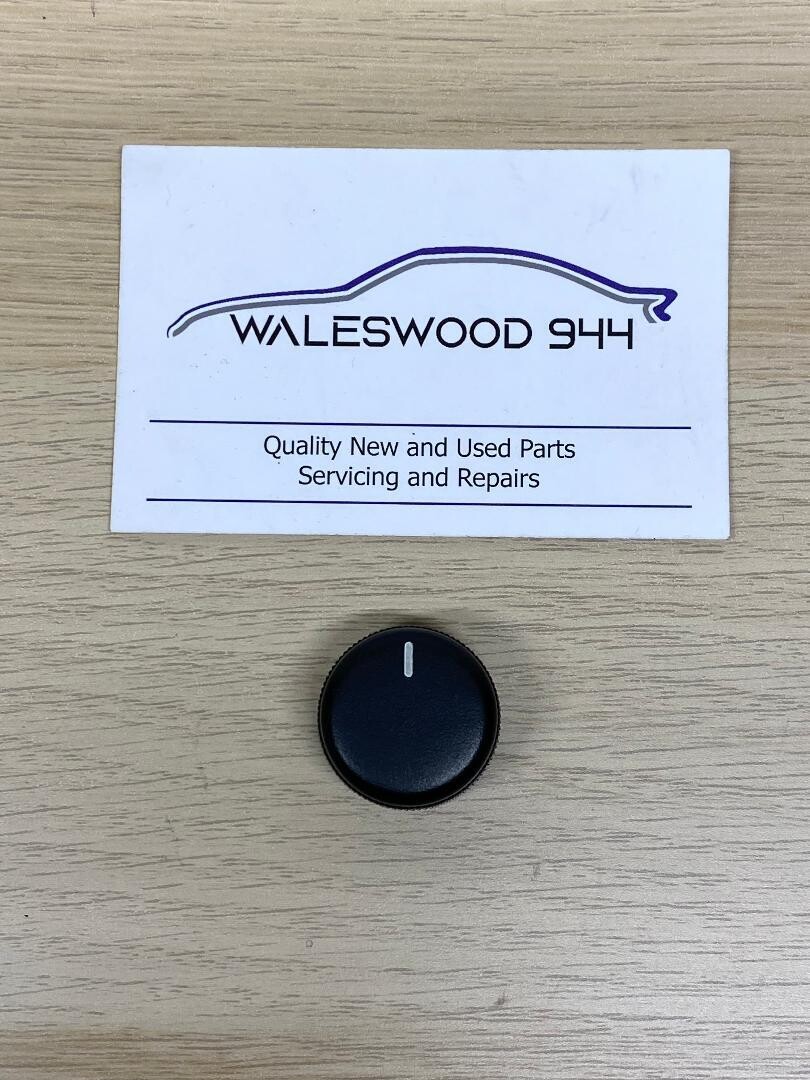 WALESWOOD 944
Quality New and Used Parts
Servicing and Repairs